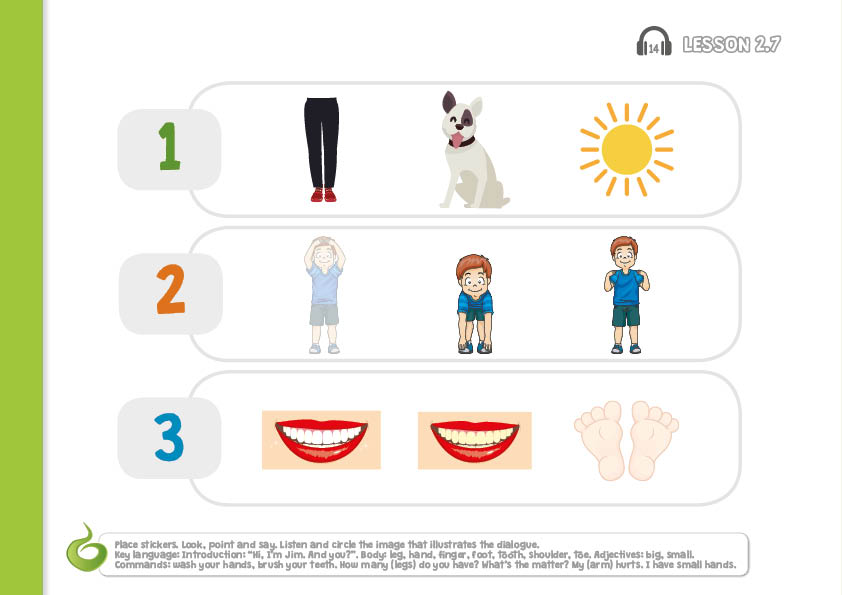 14 LESSON 2.7
1
2
3
Place stickers. Look, point and say. Listen and circle the image that illustrates the dialogue.
Key language: Introduction: "Hi, I'm Jim. And you?". Body: leg, hand, finger, foot, tooth, shoulder, toe. Adjectives: big, small.
Commands: wash your hands, brush your teeth. How many (legs) do you have? What's the matter? My (arm) hurts. I have small hands.